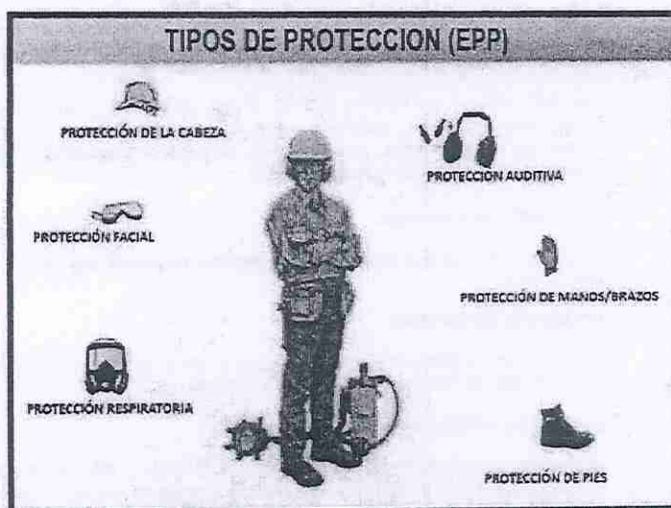 TIPOS DE PROTECCION (EPP)
PROTECCIÓN DE LA CABEZA
PROTECCIÓN AUDITIVA
PROTECCIÓN FACIAL
PROTECCIÓN DE MANOS/BRAZOS
PROTECCIÓN RESPIRATORIA
PROTECCIÓN DE PIES